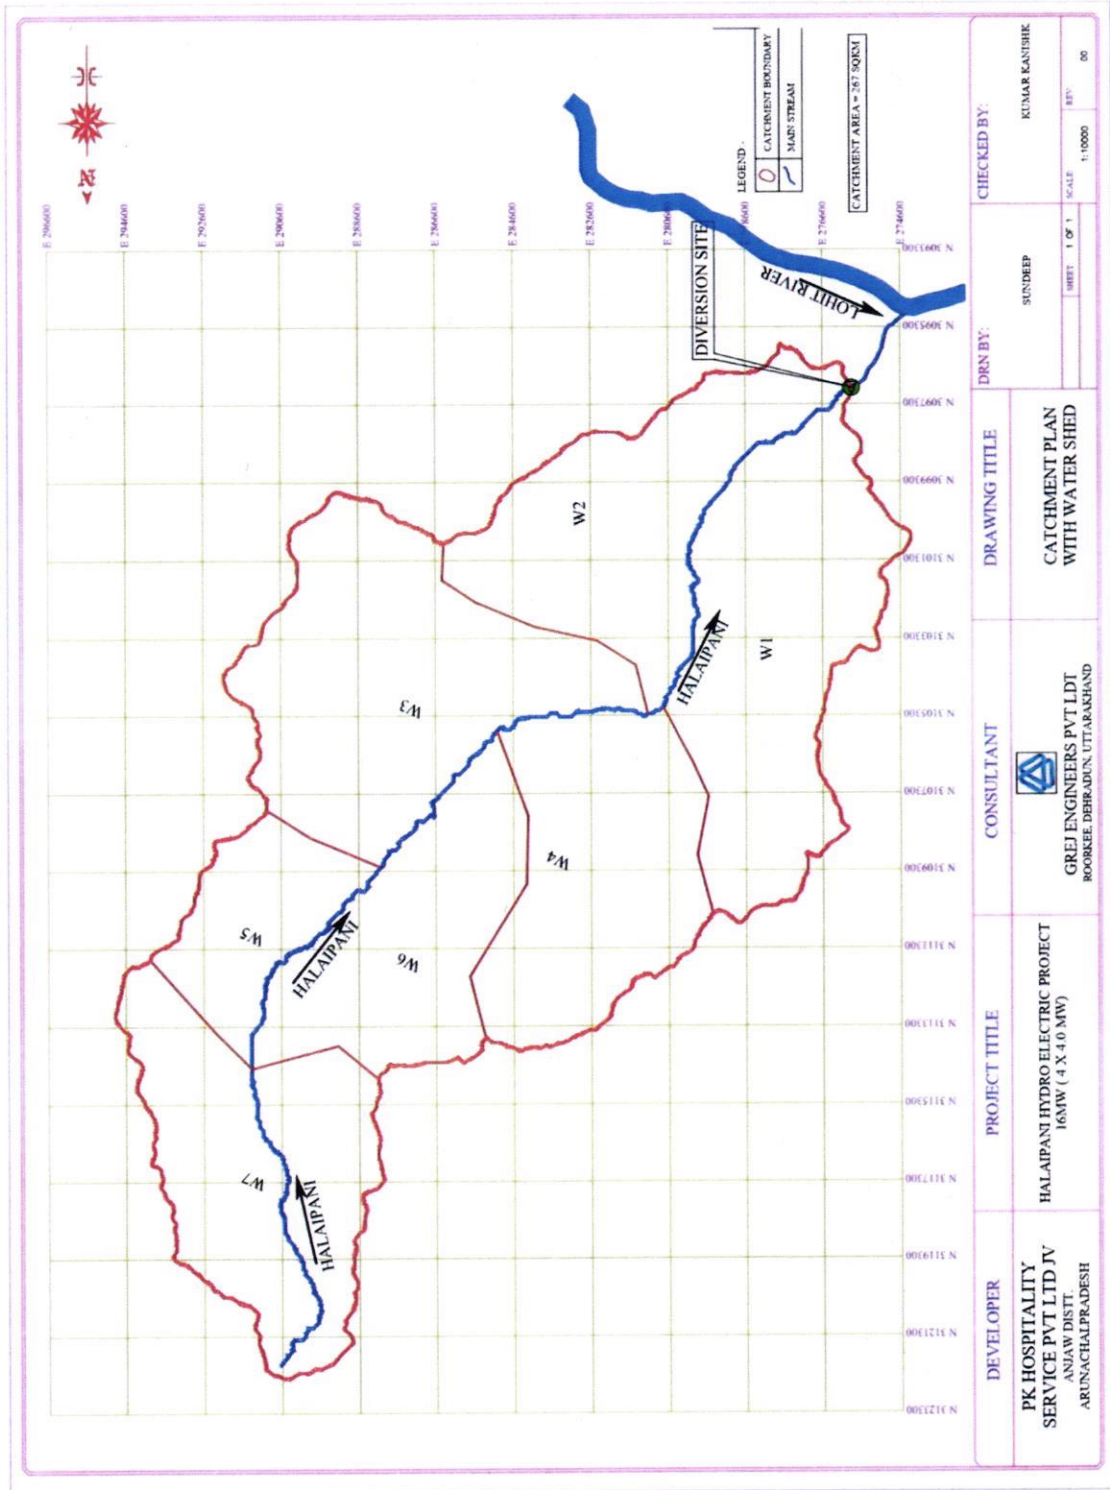 N
E 296600
E 294600
E 292600
E 290600
E 288600
E 286600
E 284600
E 282600
E 280600
E 278600
E 276600
E 274600
N 3093300
N 3095300
N 3097300
N 3099300
N 3101300
N 3103300
N 3105300
N 3107300
N 3109300
N 3111300
N 3113300
N 3115300
N 3117300
N 3119300
N 3121300
N 3123300
LEGEND -
CATCHMENT BOUNDARY
MAIN STREAM
CATCHMENT AREA = 267 SQKM
DIVERSION SITE
LOHIT RIVER
W2
W1
HALAIPANI
W3
W4
W5
HALAIPANI
W6
W7
HALAIPANI
DEVELOPER
PK HOSPITALITY
SERVICE PVT LTD JV
ANJAW DISTT.
ARUNACHALPRADESH
PROJECT TITLE
HALAIPANI HYDRO ELECTRIC PROJECT
16MW ( 4 X 4.0 MW)
CONSULTANT
GREJ ENGINEERS PVT LDT
ROORKEE, DEHRADUN, UTTARAKHAND
DRAWING TITLE
CATCHMENT PLAN
WITH WATER SHED
DRN BY:
SUNDEEP
SHEET 1 OF 1
CHECKED BY:
KUMAR KANISHK
SCALE: 1:10000
REV: 00